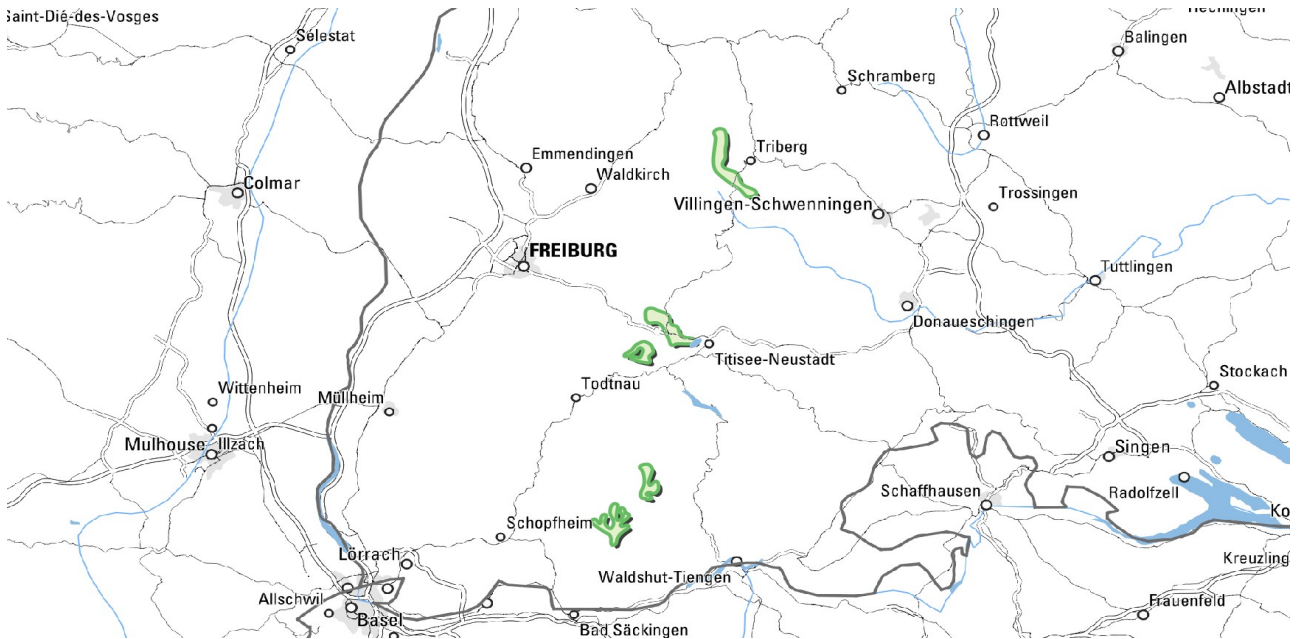 Saint-Dié-des-Vosges
Hechingen
Sélestat
Balingen
Schramberg
Albstadt
Rottweil
Emmendingen
Triberg
Waldkirch
Colmar
Trossingen
Villingen-Schwenningen
FREIBURG
Tuttlingen
Donaueschingen
Titisee-Neustadt
Stockach
Todtnau
Wittenheim
Müllheim
Mulhouse
Illzach
Singen
Schaffhausen
Radolfzell
Ko
Schopfheim
Lörrach
Kreuzling
Waldshut-Tiengen
Allschwil
Frauenfeld
Basel
Bad Säckingen